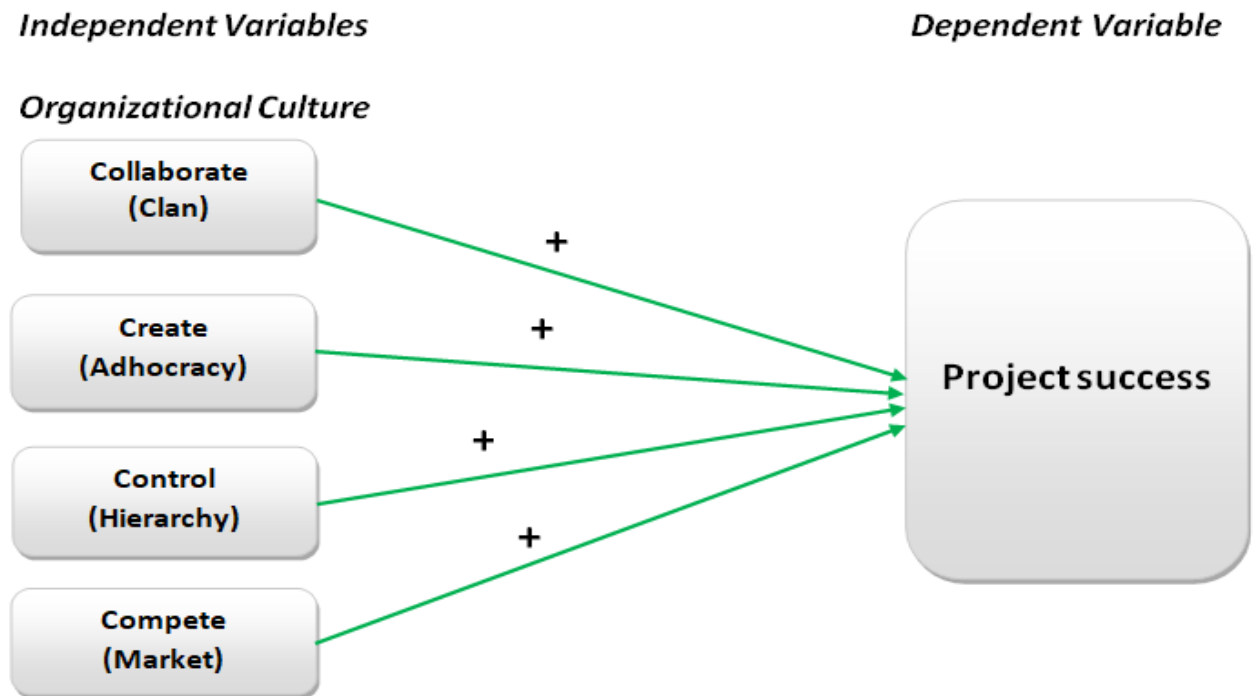 Independent Variables
Dependent Variable
Organizational Culture
Collaborate
(Clan)
+
Create
(Adhocracy)
+
Control
(Hierarchy)
+
Compete
(Market)
+
Project success